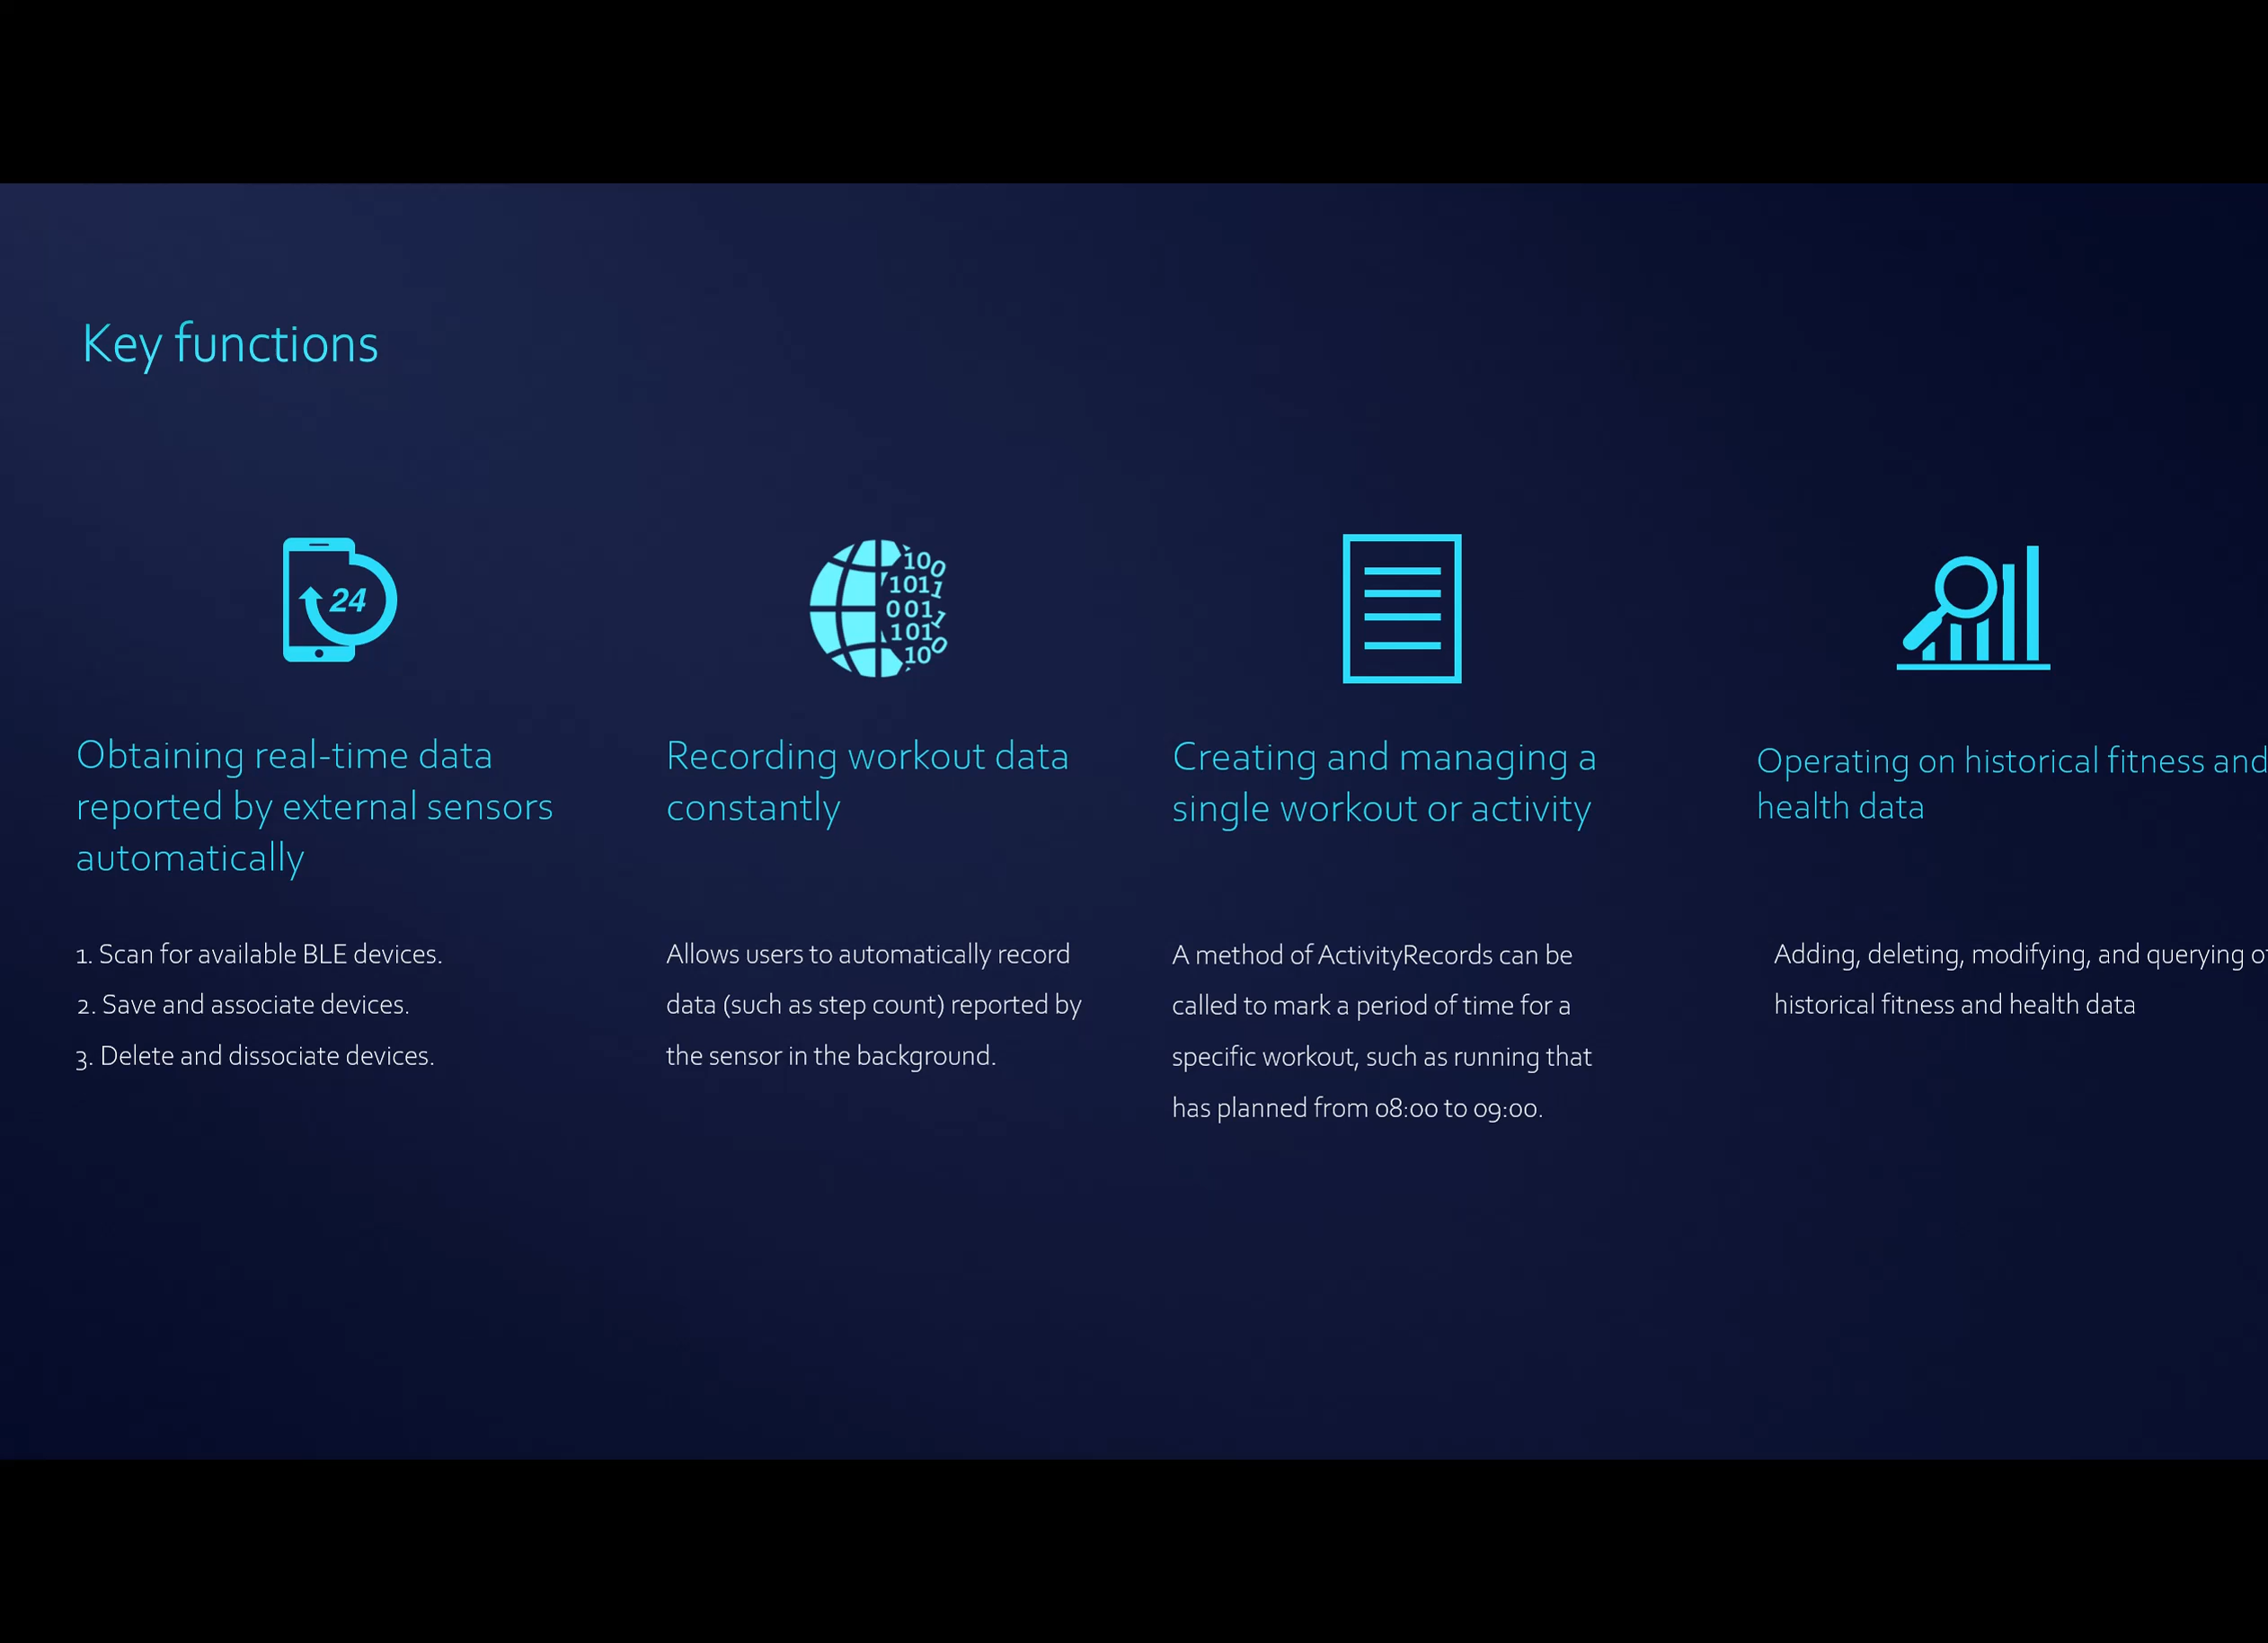 Key functions
24
100
1011
0011
1010
100
Obtaining real-time data
reported by external sensors
automatically
Recording workout data
constantly
Creating and managing a
single workout or activity
Operating on historical fitness and
health data
1. Scan for available BLE devices.
2. Save and associate devices.
3. Delete and dissociate devices.
Allows users to automatically record
data (such as step count) reported by
the sensor in the background.
A method of ActivityRecords can be
called to mark a period of time for a
specific workout, such as running that
has planned from 08:00 to 09:00.
Adding, deleting, modifying, and querying of
historical fitness and health data